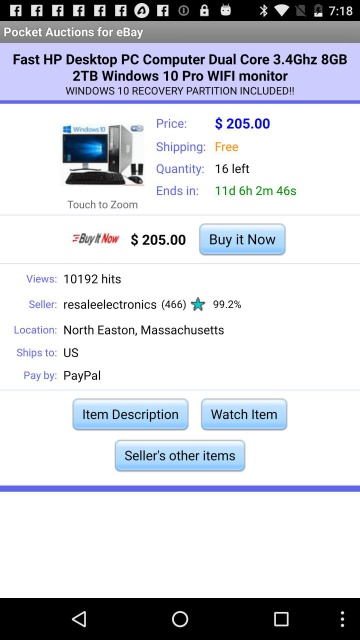 7:18
Pocket Auctions for eBay
Fast HP Desktop PC Computer Dual Core 3.4Ghz 8GB
2TB Windows 10 Pro WIFI monitor
WINDOWS 10 RECOVERY PARTITION INCLUDED!!
Windows 10
Price: $ 205.00
Shipping: Free
Quantity: 16 left
Ends in: 11d 6h 2m 46s
Touch to Zoom
Buy It Now $ 205.00 Buy it Now
Views: 10192 hits
Seller: resaleelectronics (466) 99.2%
Location: North Easton, Massachusetts
Ships to: US
Pay by: PayPal
Item Description Watch Item
Seller's other items